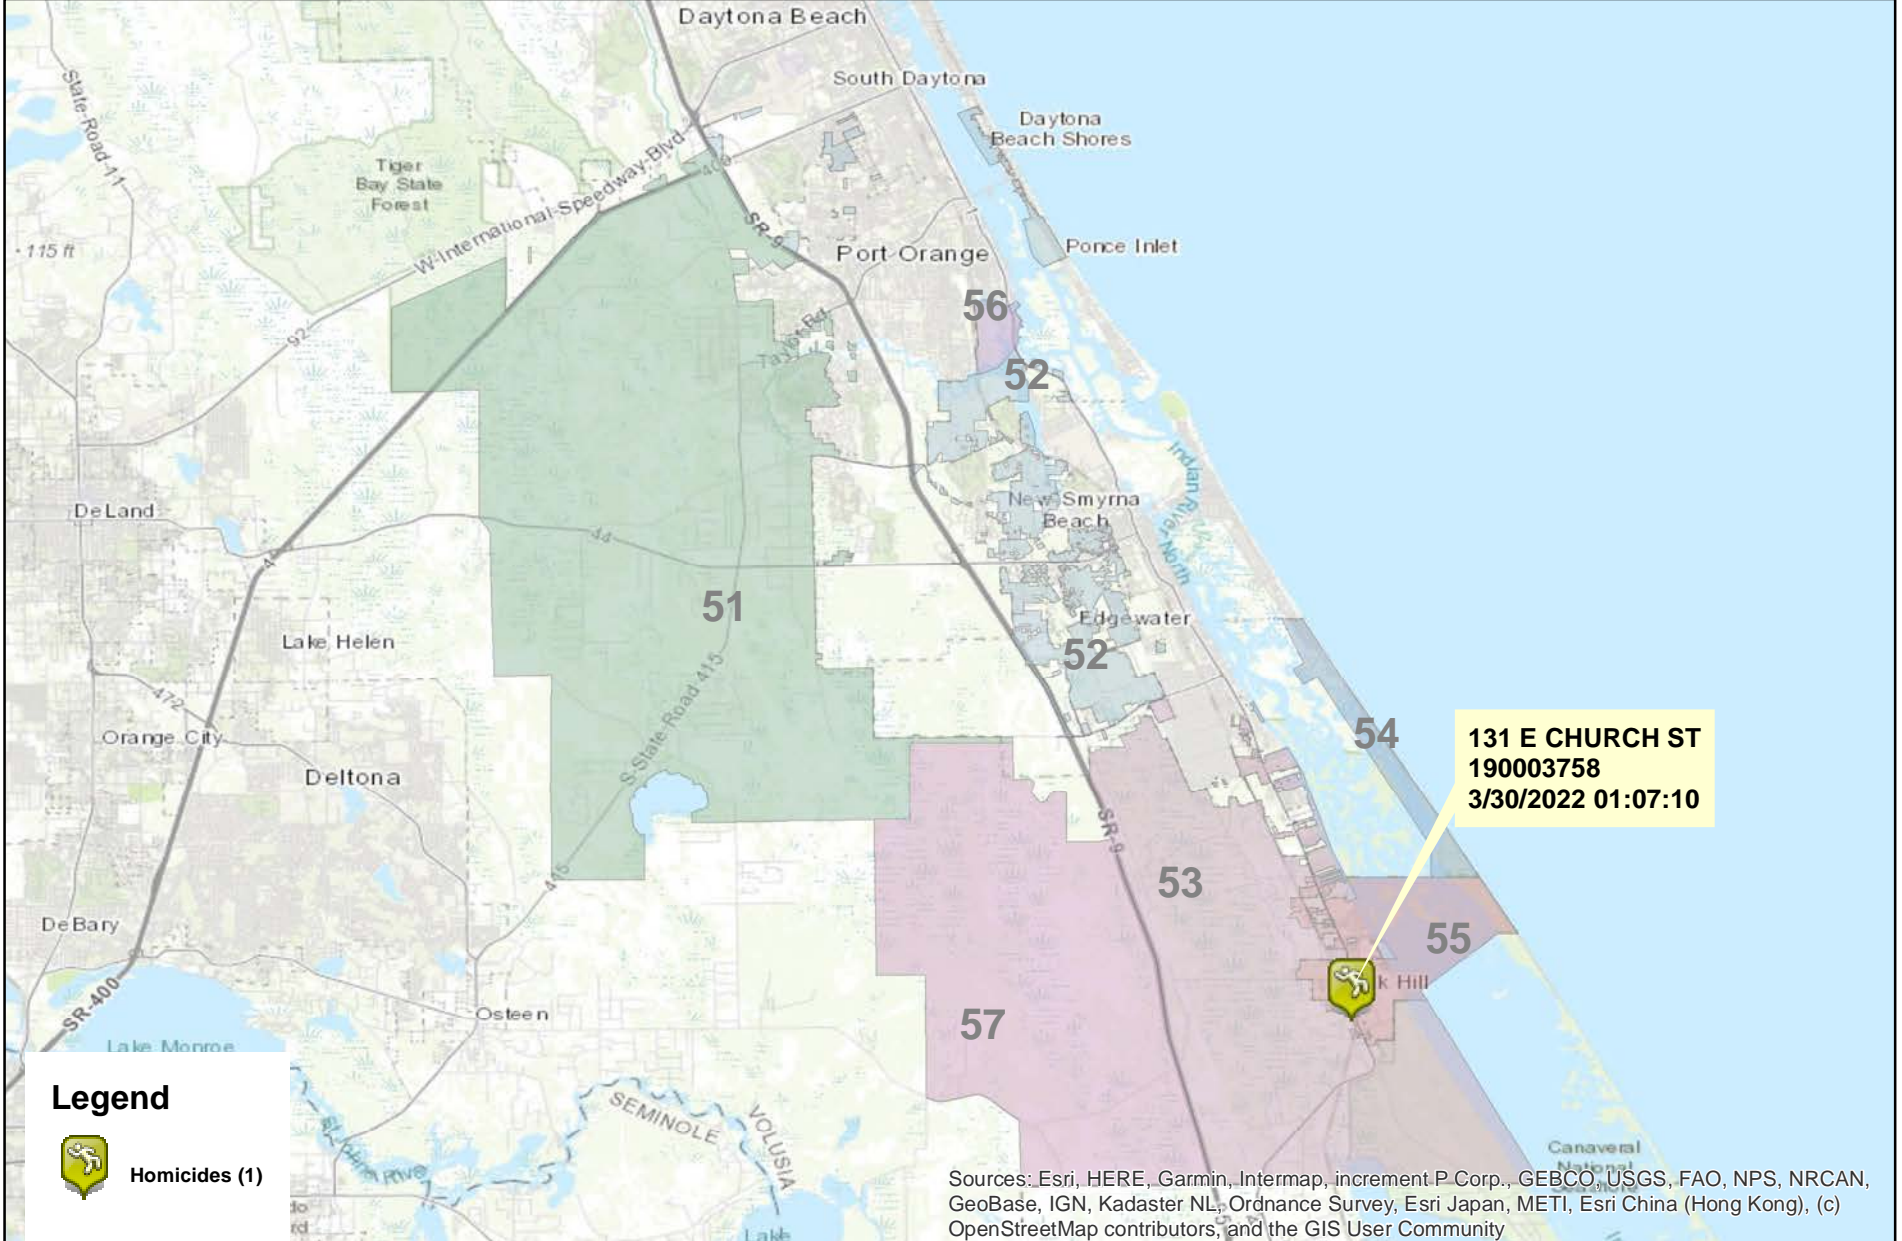 Daytona Beach
South Daytona
Daytona
Beach Shores
State-Road-11
Tiger
Bay State
Forest
W-International-Speedway-Blvd
400
SR-9
115 ft
Port Orange
Ponce Inlet
56
Taylor Rd
92
52
1
Indian River
North
DeLand
New Smyrna
Beach
44
51
Edgewater
Lake Helen
52
S-State-Road 415
472
Orange City
54
131 E CHURCH ST
190003758
3/30/2022 01:07:10
Deltona
SR-9
53
415
DeBary
55
k Hill
SR-400
Osteen
57
Lake Monroe
Legend
SEMINOLE
VOLUSIA
Homicides (1)
Canaveral
National
Sources: Esri, HERE, Garmin, Intermap, increment P Corp., GEBCO, USGS, FAO, NPS, NRCAN,
GeoBase, IGN, Kadaster NL, Ordnance Survey, Esri Japan, METI, Esri China (Hong Kong), (c)
OpenStreetMap contributors, and the GIS User Community
Lake